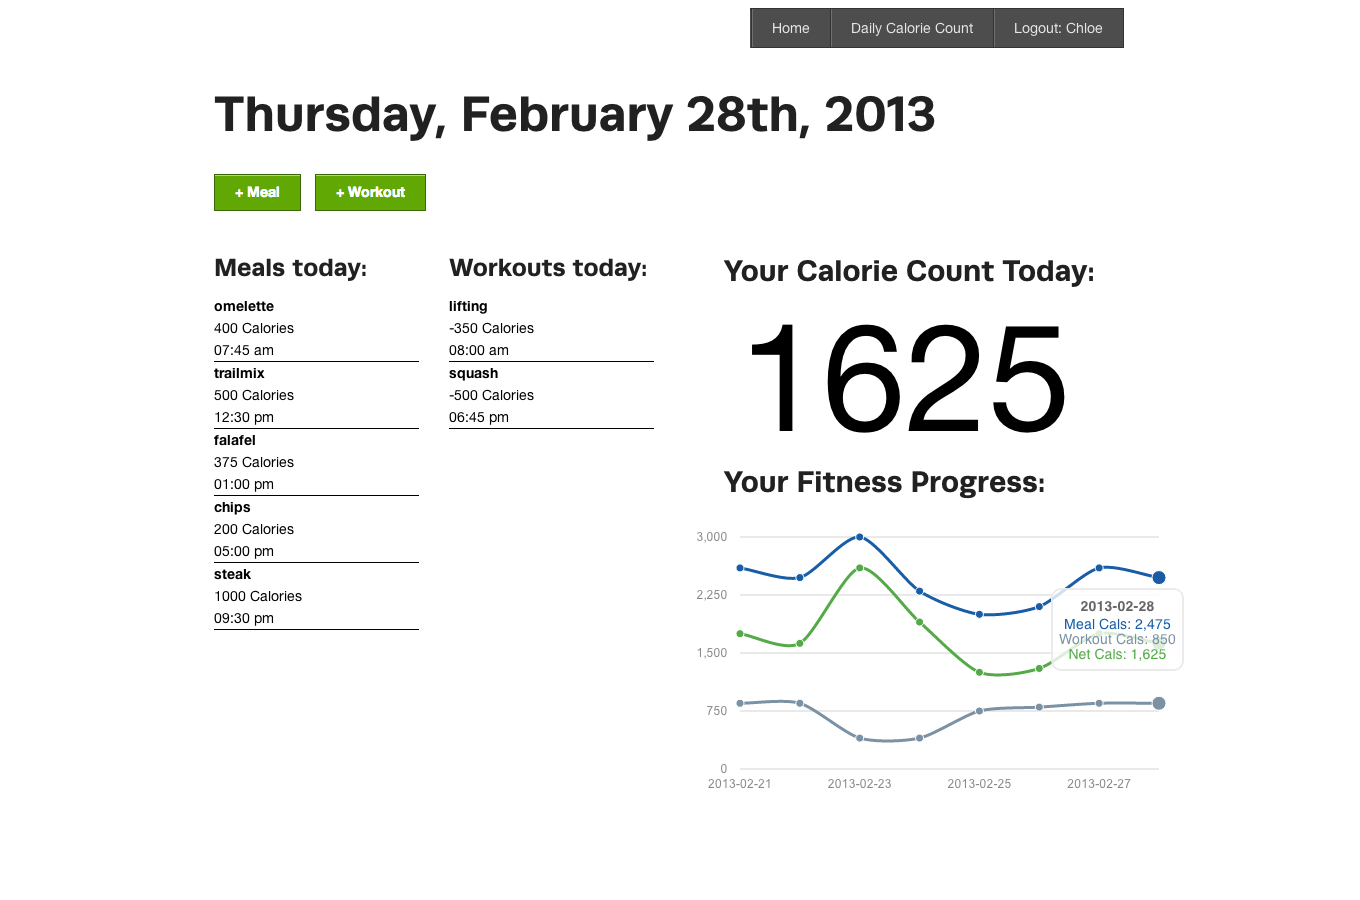 Home
Daily Calorie Count
Logout: Chloe
Thursday, February 28th, 2013
+ Meal
+ Workout
Meals today:
omelette
400 Calories
07:45 am
trailmix
500 Calories
12:30 pm
falafel
375 Calories
01:00 pm
chips
200 Calories
05:00 pm
steak
1000 Calories
09:30 pm
Workouts today:
lifting
-350 Calories
08:00 am
squash
-500 Calories
06:45 pm
Your Calorie Count Today:
1625
Your Fitness Progress:
3,000
2,250
1,500
750
0
2013-02-21
2013-02-23
2013-02-25
2013-02-27
2013-02-28
Meal Cals: 2,475
Workout Cals: 850
Net Cals: 1,625